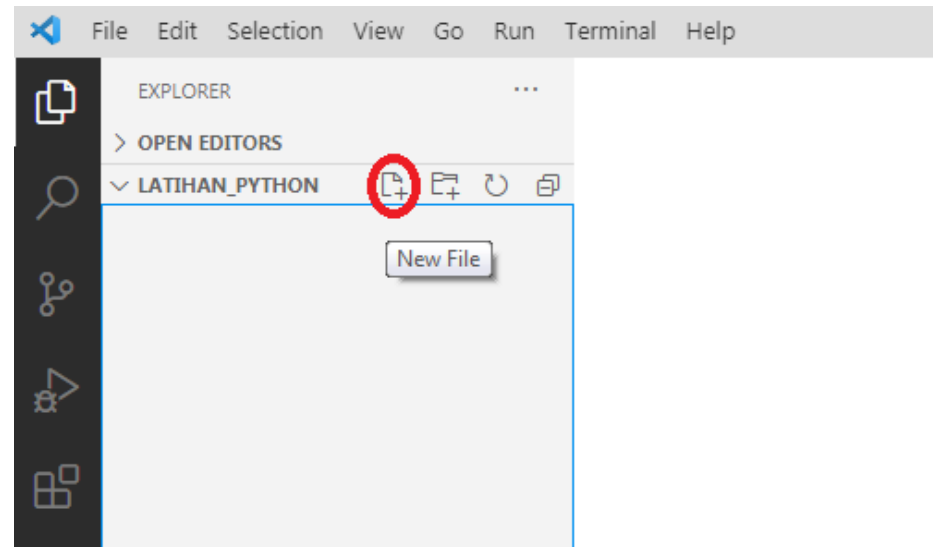 File Edit Selection View Go Run Terminal Help
EXPLORER
OPEN EDITORS
LATIHAN_PYTHON
New File